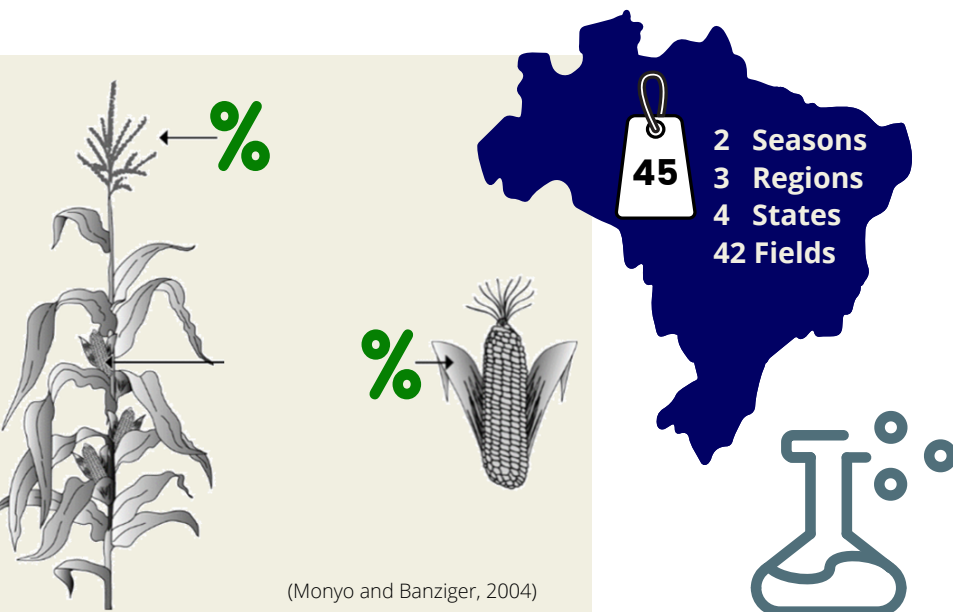 %
45
2 Seasons
3 Regions
4 States
42 Fields
%
(Monyo and Banziger, 2004)